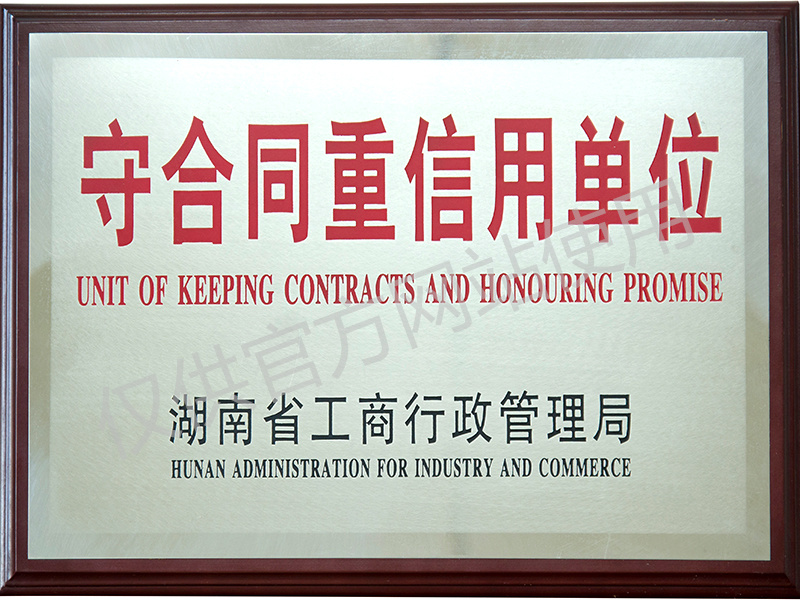 守合同重信用单位
UNIT OF KEEPING CONTRACTS AND HONOURING PROMISE
仅供官方网站使用
湖南省工商行政管理局
HUNAN ADMINISTRATION FOR INDUSTRY AND COMMERCE